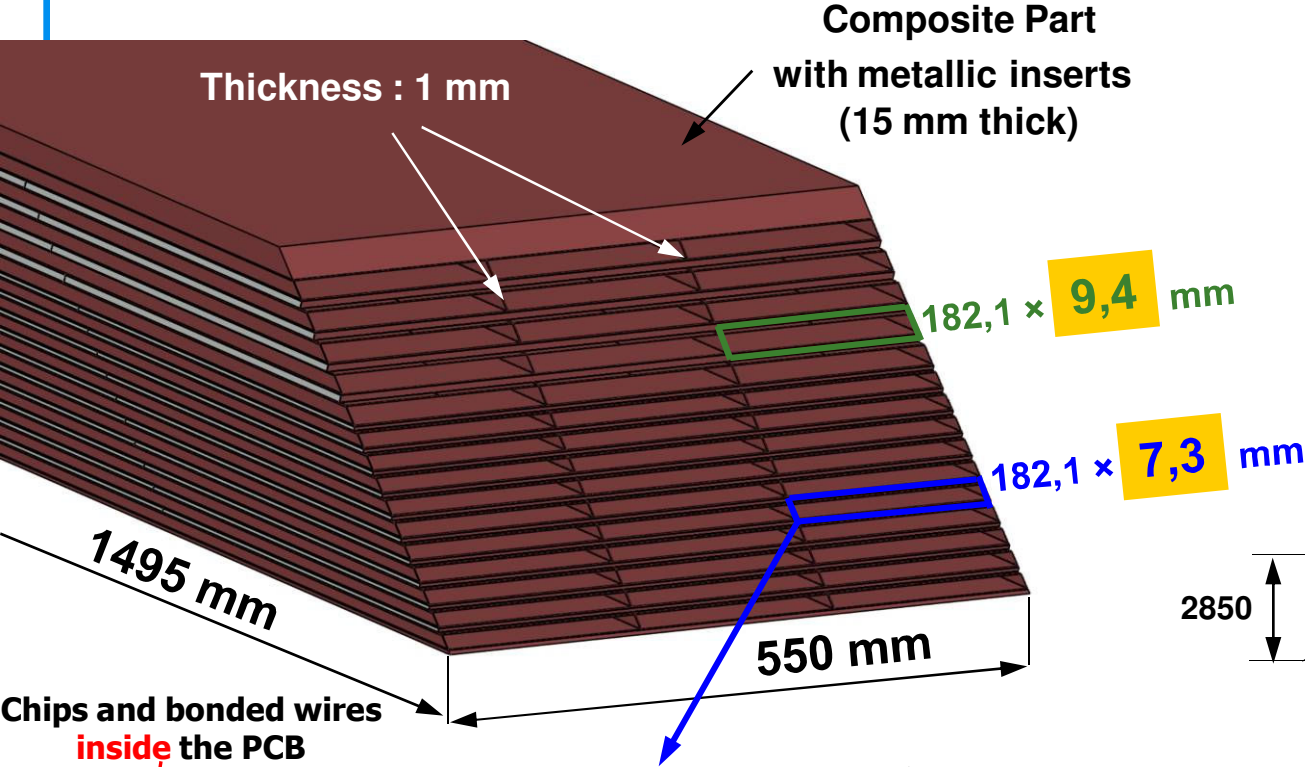 Composite Part
with metallic inserts
(15 mm thick)
Thickness : 1 mm
182,1 × 9,4 mm
182,1 × 7,3 mm
1495 mm
2850
550 mm
Chips and bonded wires
inside the PCB